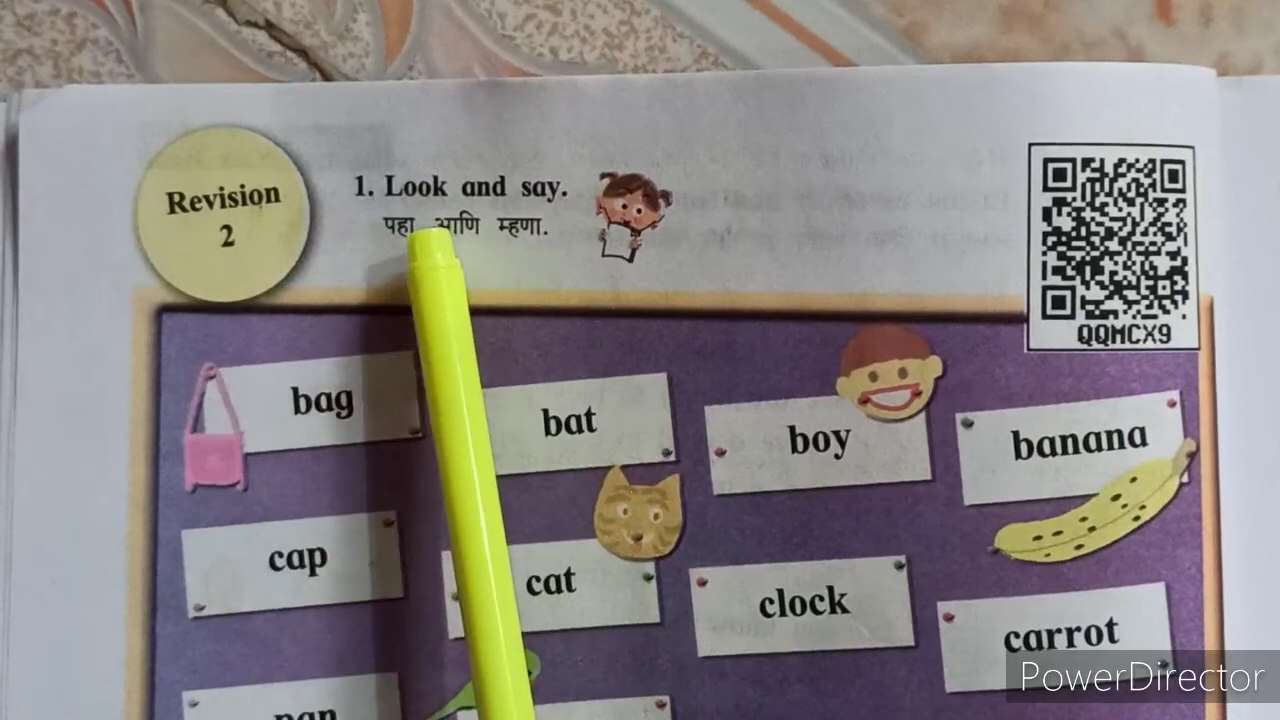 Revision
2
1. Look and say.
पहा आणि म्हणा.
QQMCX9
bag
bat
boy
banana
cap
cat
clock
carrot
pan
PowerDirector